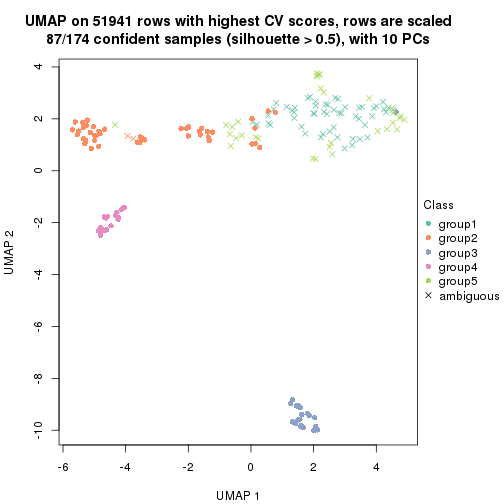 UMAP on 51941 rows with highest CV scores, rows are scaled
87/174 confident samples (silhouette > 0.5), with 10 PCs
4
2
0
-2
-4
-6
-8
-10
UMAP 2
-6
-4
-2
0
2
4
UMAP 1
Class
group1
group2
group3
group4
group5
ambiguous